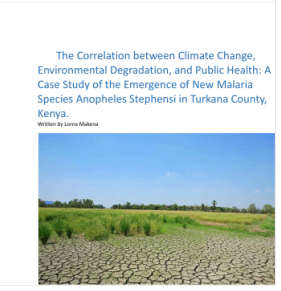 The Correlation between Climate Change,
Environmental Degradation, and Public Health: A
Case Study of the Emergence of New Malaria
Species Anopheles Stephensi in Turkana County,
Kenya.
Written by Lorna Makena